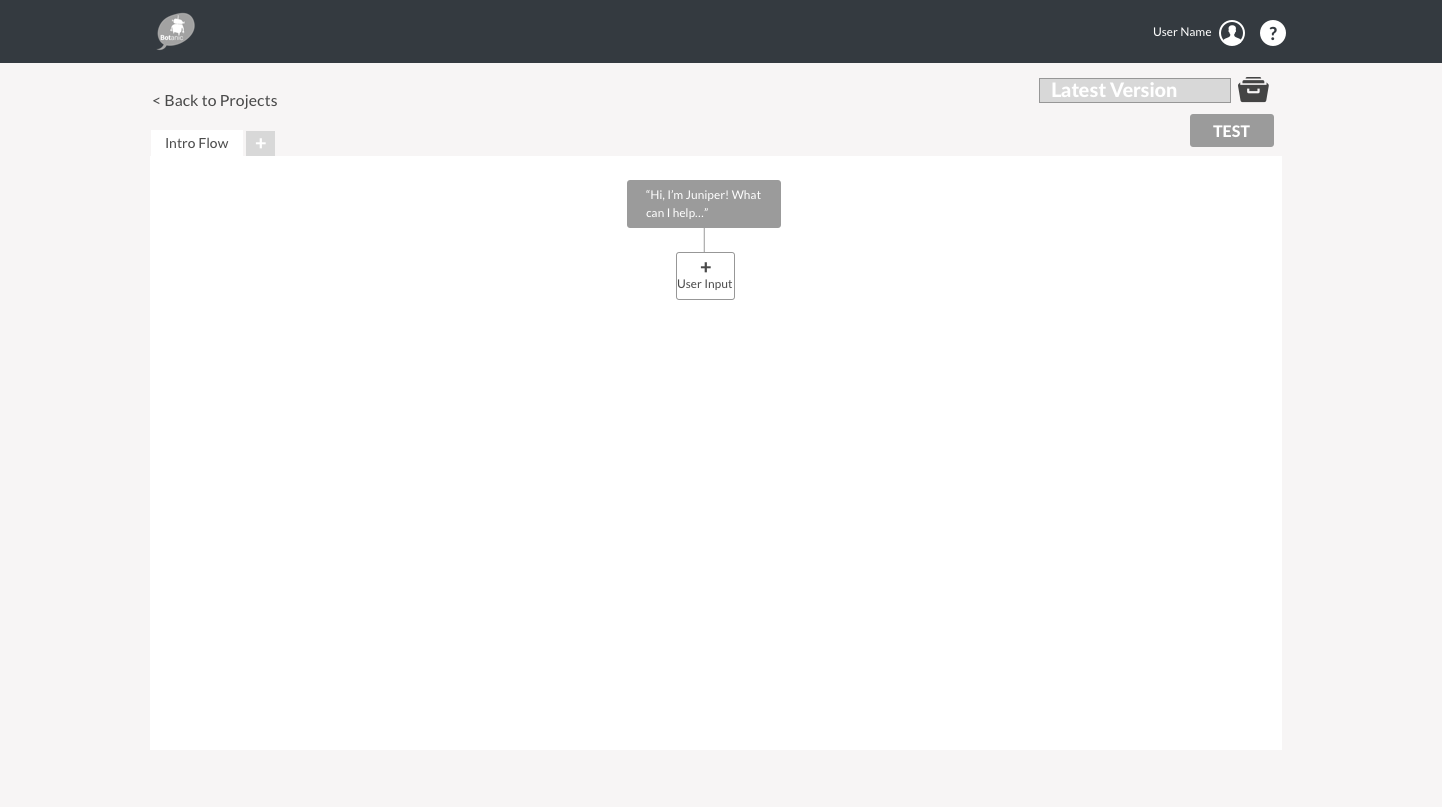 Botanic
User Name
?
< Back to Projects
Latest Version
TEST
Intro Flow
+
“Hi, I’m Juniper! What
can I help...”
+
User Input